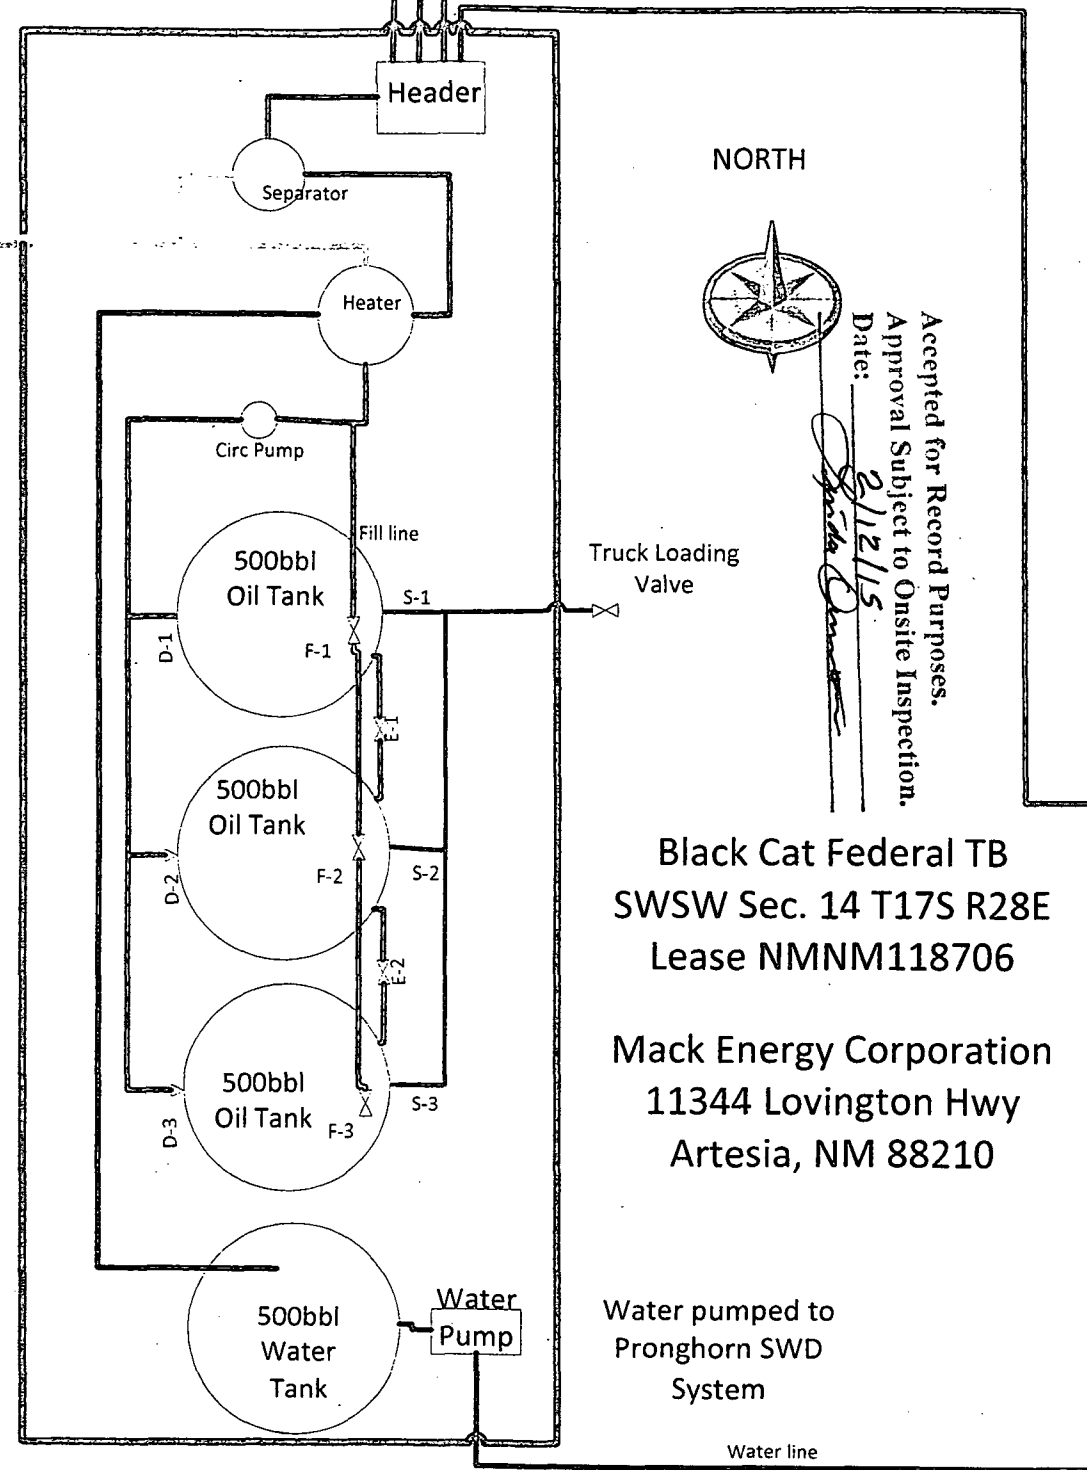 Header
NORTH
Separator
Heater
Circ Pump
Fill line
500bbl
Oil Tank
S-1
Truck Loading
Valve
D-1
F-1
E-1
500bbl
Oil Tank
D-2
F-2
S-2
E-2
500bbl
Oil Tank
D-3
F-3
S-3
Accepted for Record Purposes.
Approval Subject to Onsite Inspection.
Date: 2/12/15
Black Cat Federal TB
SWSW Sec. 14 T17S R28E
Lease NMNM118706
Mack Energy Corporation
11344 Lovington Hwy
Artesia, NM 88210
500bbl
Water
Tank
Water
Pump
Water pumped to
Pronghorn SWD
System
Water line